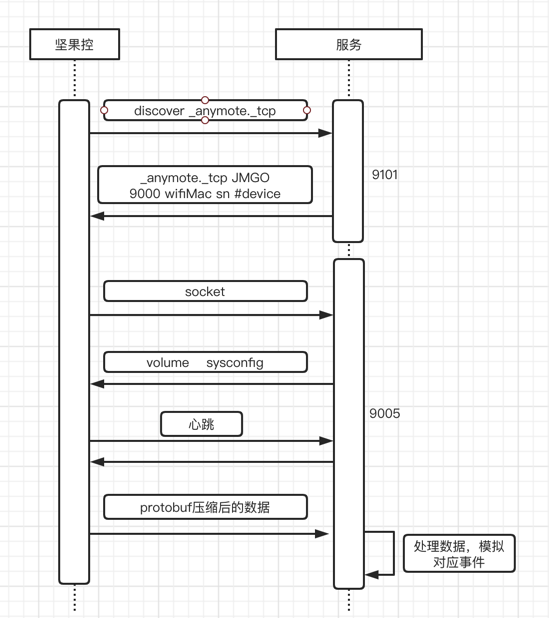 坚果控
服务
discover _anymote._tcp
_anymote._tcp JMGO
9000 wifiMac sn #device
9101
socket
volume sysconfig
9005
心跳
protobuf压缩后的数据
处理数据，模拟
对应事件